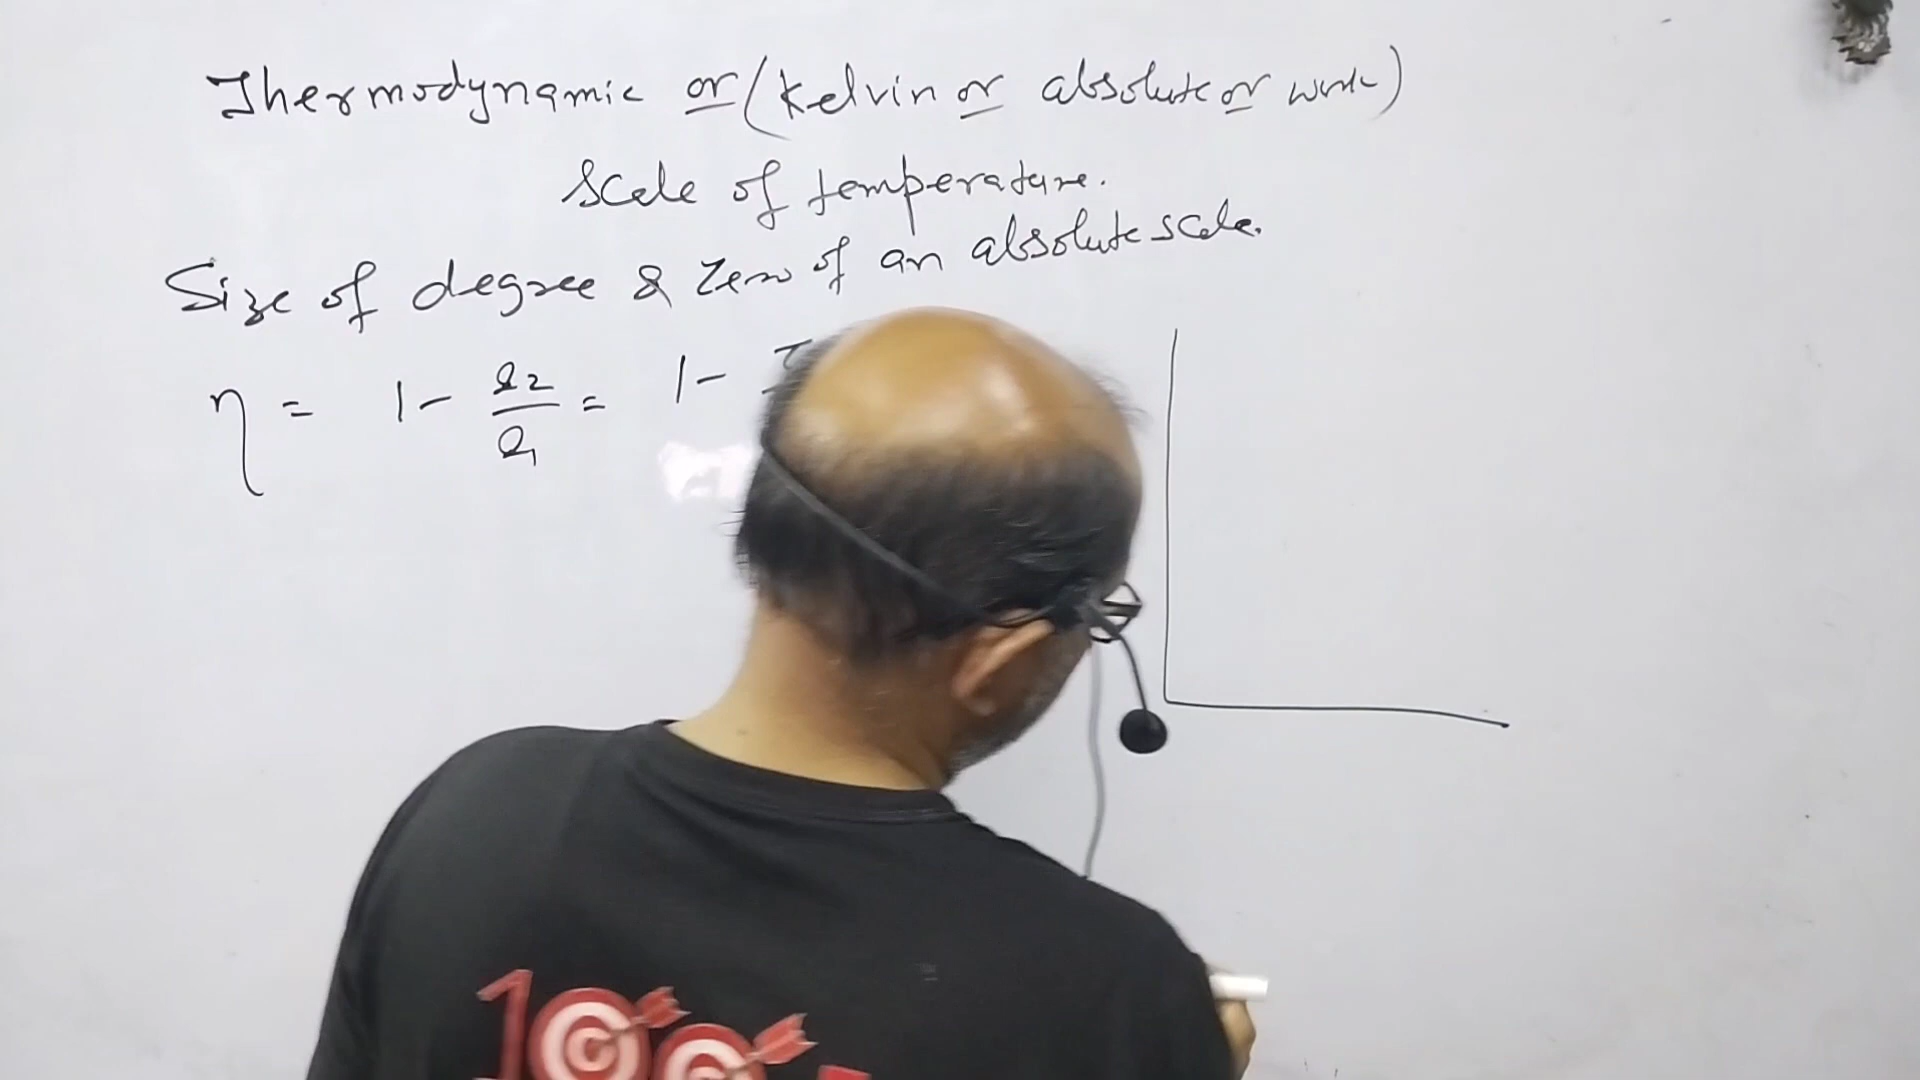 Thermodynamic or (Kelvin or absolute or work)
scale of temperature.
Size of degree & Zero of an absolute scale.
η = 1 - Q2/Q1 = 1 -
100